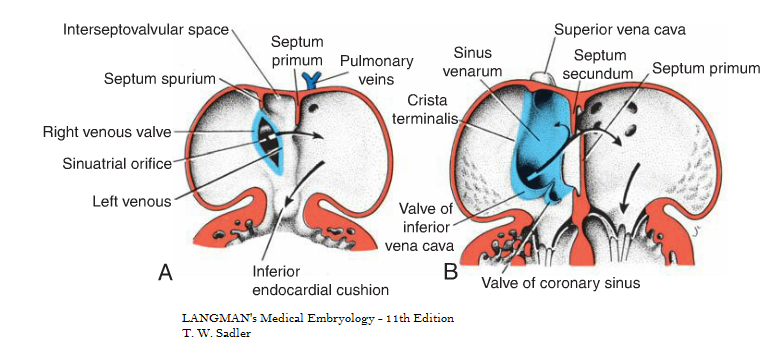 Interseptovalvular space
Septum
primum
Pulmonary
veins
Septum spurium
Right venous valve
Sinuatrial orifice
Left venous
A
Inferior
endocardial cushion
Superior vena cava
Sinus
venarum
Septum
secundum
Septum primum
Crista
terminalis
Valve of
inferior
vena cava
B
Valve of coronary sinus
LANGMAN's Medical Embryology - 11th Edition
T. W. Sadler